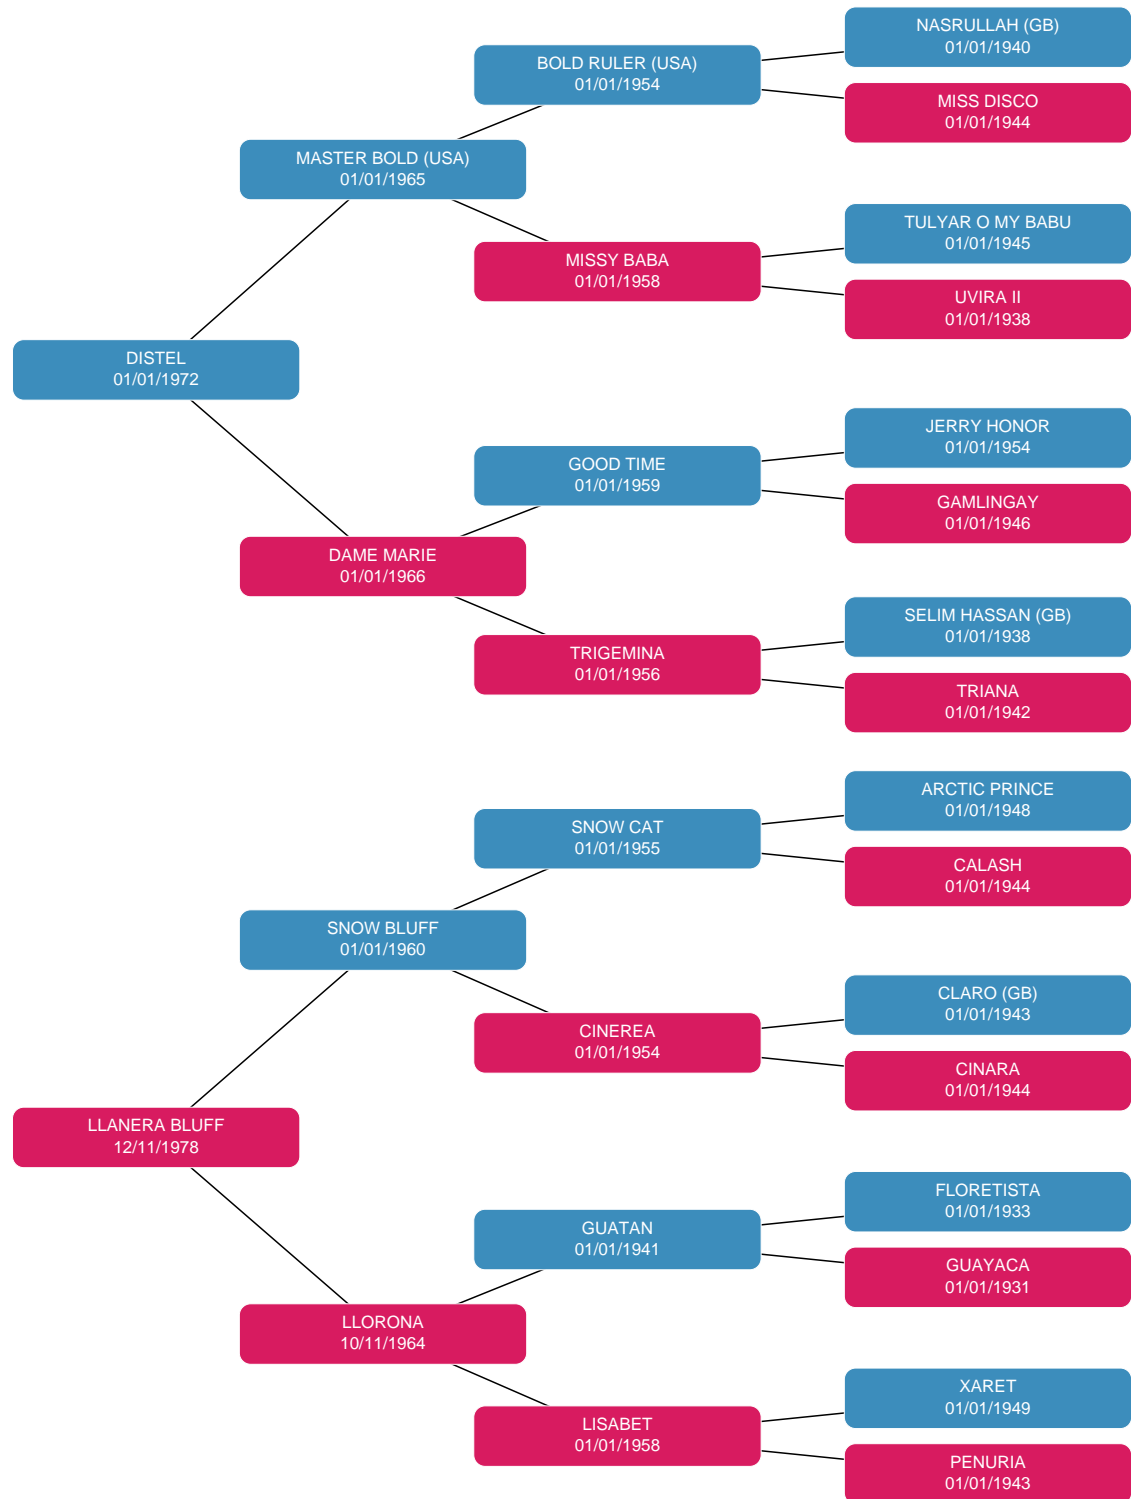 NASRULLAH (GB)
01/01/1940
BOLD RULER (USA)
01/01/1954
MISS DISCO
01/01/1944
MASTER BOLD (USA)
01/01/1965
TULYAR O MY BABU
01/01/1945
MISSY BABA
01/01/1958
UVIRA II
01/01/1938
DISTEL
01/01/1972
JERRY HONOR
01/01/1954
GOOD TIME
01/01/1959
GAMLINGAY
01/01/1946
DAME MARIE
01/01/1966
SELIM HASSAN (GB)
01/01/1938
TRIGEMINA
01/01/1956
TRIANA
01/01/1942
ARCTIC PRINCE
01/01/1948
SNOW CAT
01/01/1955
CALASH
01/01/1944
SNOW BLUFF
01/01/1960
CLARO (GB)
01/01/1943
CINEREA
01/01/1954
CINARA
01/01/1944
LLANERA BLUFF
12/11/1978
FLORETISTA
01/01/1933
GUATAN
01/01/1941
GUAYACA
01/01/1931
LLORONA
10/11/1964
XARET
01/01/1949
LISABET
01/01/1958
PENURIA
01/01/1943